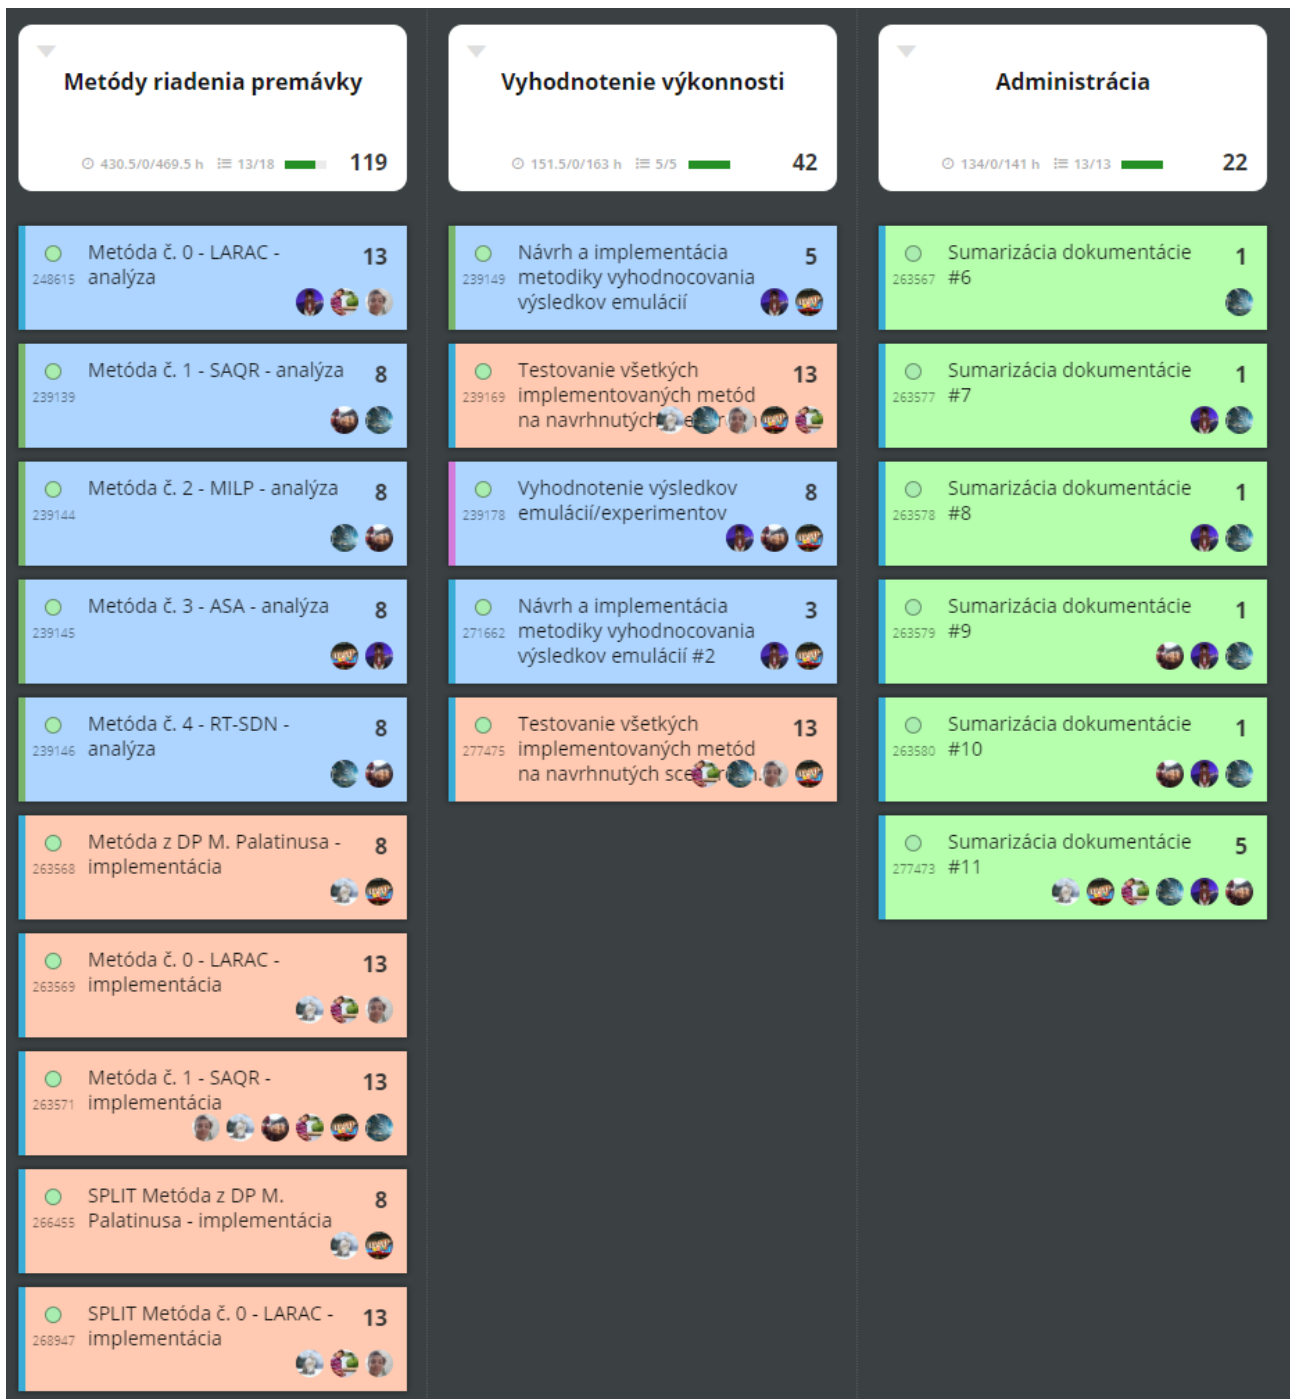 Metódy riadenia premávky
430.5/0/469.5 h 13/18 119
Metóda č. 0 - LARAC - 13
248615 analýza
Metóda č. 1 - SAQR - analýza 8
239139
Metóda č. 2 - MILP - analýza 8
239144
Metóda č. 3 - ASA - analýza 8
239145
Metóda č. 4 - RT-SDN - 8
239146 analýza
Metóda z DP M. Palatinusa - 8
263568 implementácia
Metóda č. 0 - LARAC - 13
263569 implementácia
Metóda č. 1 - SAQR - 13
263571 implementácia
SPLIT Metóda z DP M. 8
266455 Palatinusa - implementácia
SPLIT Metóda č. 0 - LARAC - 13
268947 implementácia
Vyhodnotenie výkonnosti
151.5/0/163 h 5/5 42
Návrh a implementácia 5
239149 metodiky vyhodnocovania
výsledkov emulácií
Testovanie všetkých 13
239169 implementovaných metód
na navrhnutých
Vyhodnotenie výsledkov 8
239178 emulácií/experimentov
Návrh a implementácia 3
271662 metodiky vyhodnocovania
výsledkov emulácií #2
Testovanie všetkých 13
277475 implementovaných metód
na navrhnutých
Administrácia
134/0/141 h 13/13 22
Sumarizácia dokumentácie 1
263567 #6
Sumarizácia dokumentácie 1
263577 #7
Sumarizácia dokumentácie 1
263578 #8
Sumarizácia dokumentácie 1
263579 #9
Sumarizácia dokumentácie 1
263580 #10
Sumarizácia dokumentácie 5
277473 #11